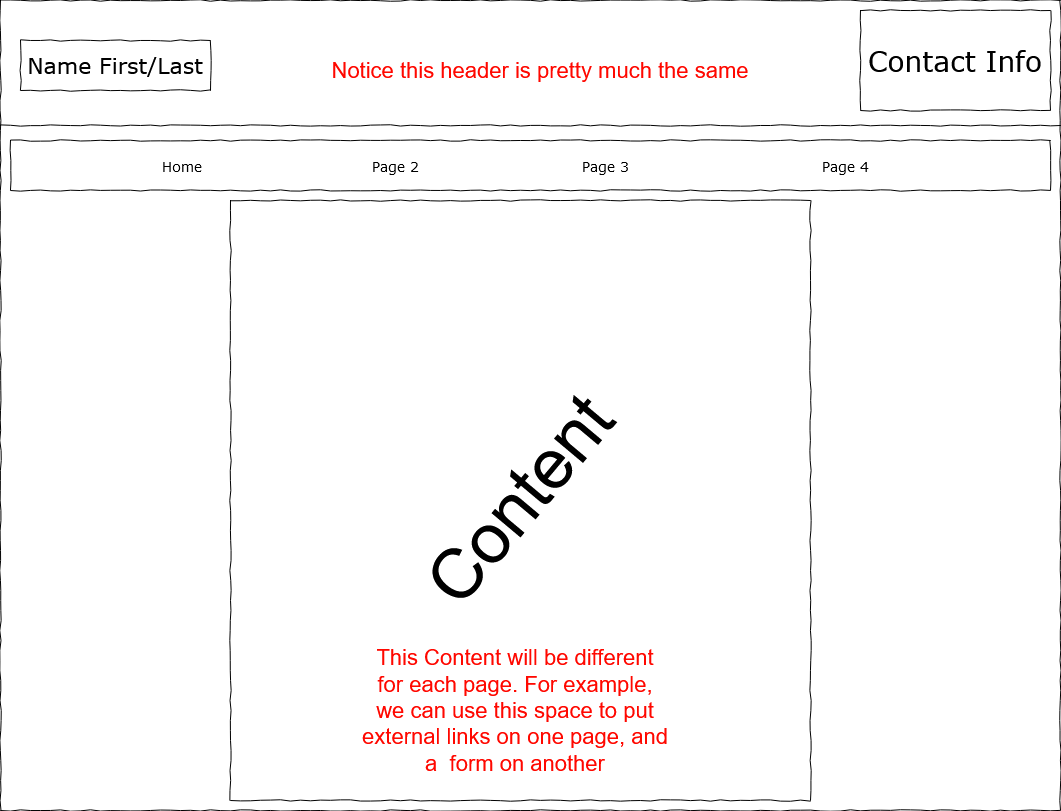 Name First/Last
Notice this header is pretty much the same
Contact Info
Home
Page 2
Page 3
Page 4
Content
This Content will be different
for each page. For example,
we can use this space to put
external links on one page, and
a  form on another